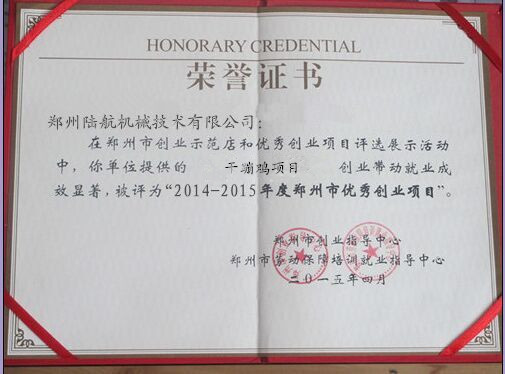 HONORARY CREDENTIAL
荣誉证书
郑州陆航机械技术有限公司:
在郑州市创业示范店和优秀创业项目评选展示活动
中,你单位提供的 干蹦鸡项目 创业带动就业成
效显著,被评为“2014-2015年度郑州市优秀创业项目”。
郑州市创业指导中心
郑州市劳动保障培训就业指导中心
二〇一五年四月